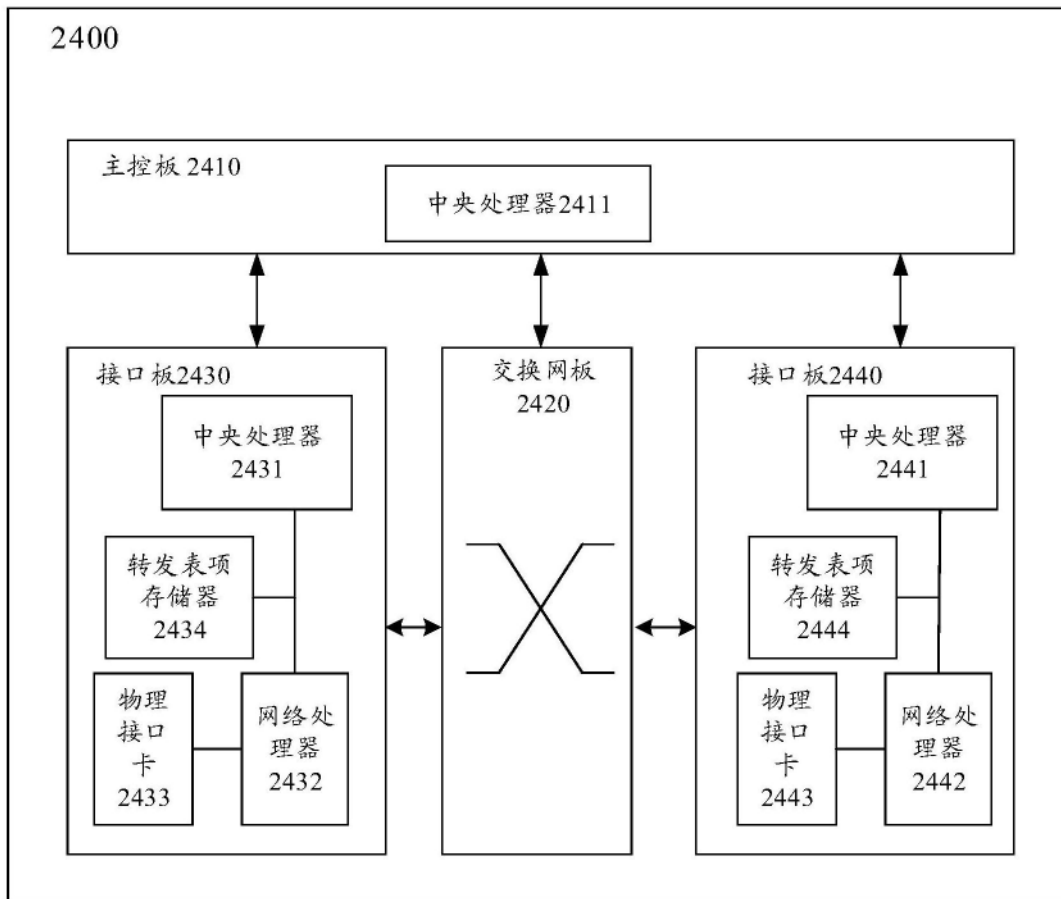 2400
主控板 2410
中央处理器2411
接口板2430
中央处理器
2431
转发表项
存储器
2434
物理
接口
卡
2433
网络处
理器
2432
交换网板
2420
接口板2440
中央处理器
2441
转发表项
存储器
2444
物理
接口
卡
2443
网络处
理器
2442